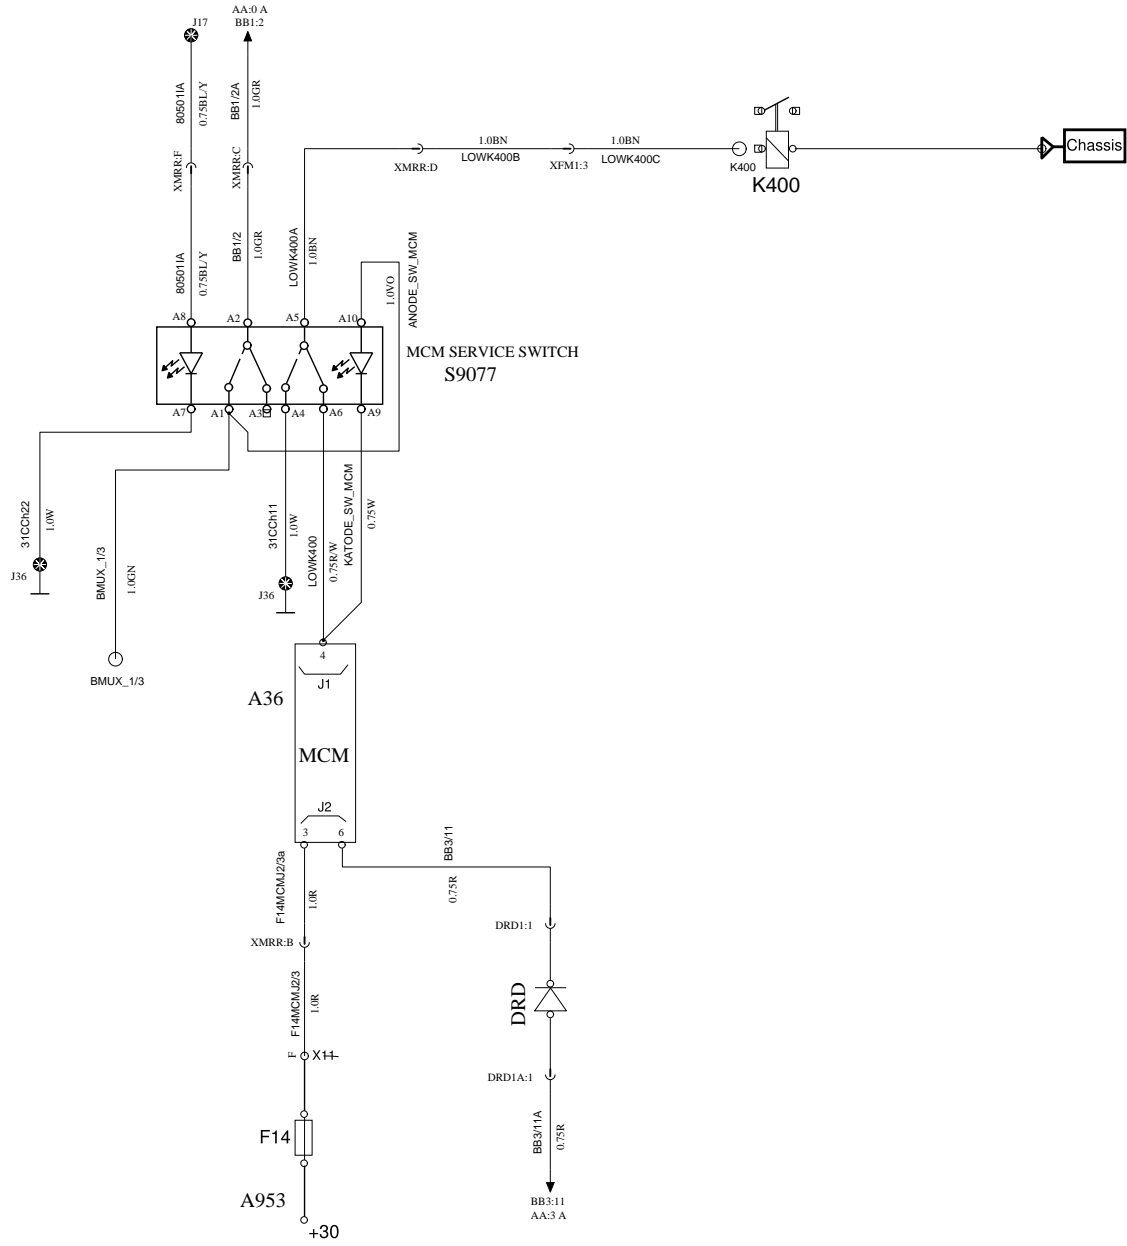 AA:0 A
BB1:2
J17
80501IA
0.75BL/Y
BB1/2A
1.0GR
XMRR:F
XMRR:C
80501IA
0.75BL/Y
BB1/2
1.0GR
LOWK400A
1.0BN
1.0BN
LOWK400B
XMRR:D
XFM1:3
1.0BN
LOWK400C
K400
K400
Chassis
1.0VO
ANODE_SW_MCM
A8
A2
A5
A10
MCM SERVICE SWITCH
S9077
A7
A1
A3
A4
A6
A9
31CCh22
1.0W
J36
BMUX_1/3
1.0GN
BMUX_1/3
31CCh11
1.0W
J36
LOWK400
0.75R/W
KATODE_SW_MCM
0.75W
4
J1
A36
MCM
J2
3
6
F14MCMJ2/3a
1.0R
BB3/11
0.75R
XMRR:B
DRD1:1
F14MCMJ2/3
1.0R
DRD
F
X11
DRD1A:1
F14
BB3/11A
0.75R
A953
+30
BB3:11
AA:3 A